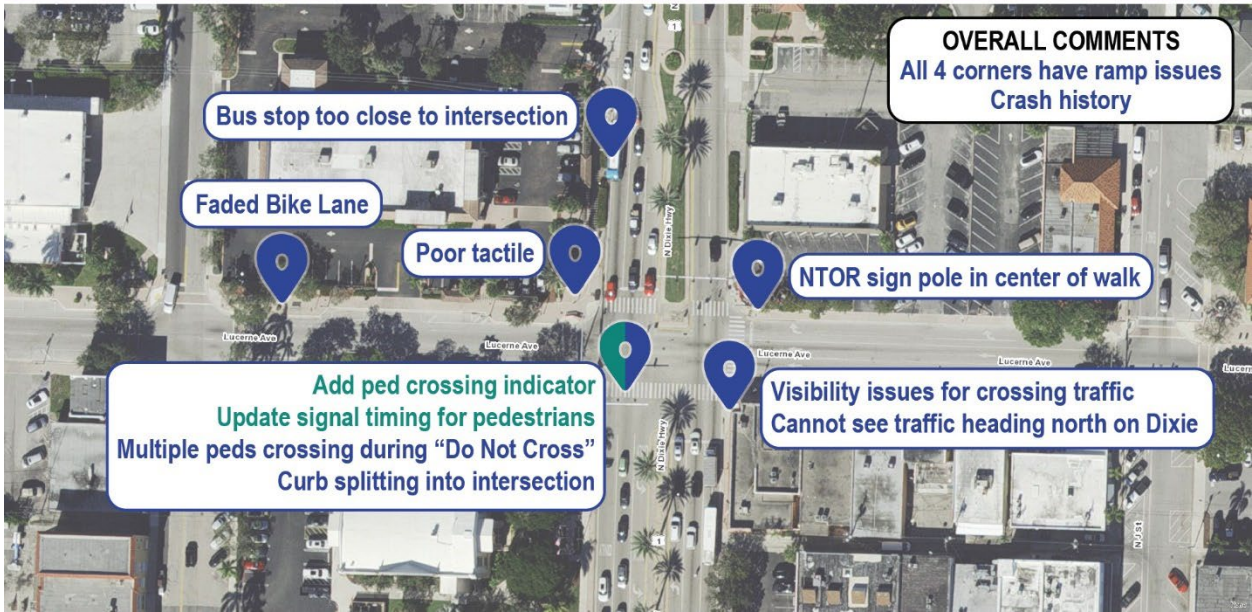 1
OVERALL COMMENTS
All 4 corners have ramp issues
Crash history
Bus stop too close to intersection
Faded Bike Lane
Poor tactile
N Dixie Hwy
NTOR sign pole in center of walk
Lucerne Ave
Lucerne Ave
Lucerne Ave
Lucerne
Add ped crossing indicator
Update signal timing for pedestrians
Multiple peds crossing during “Do Not Cross”
Curb splitting into intersection
Visibility issues for crossing traffic
Cannot see traffic heading north on Dixie
N Dixie Hwy
1
N J St